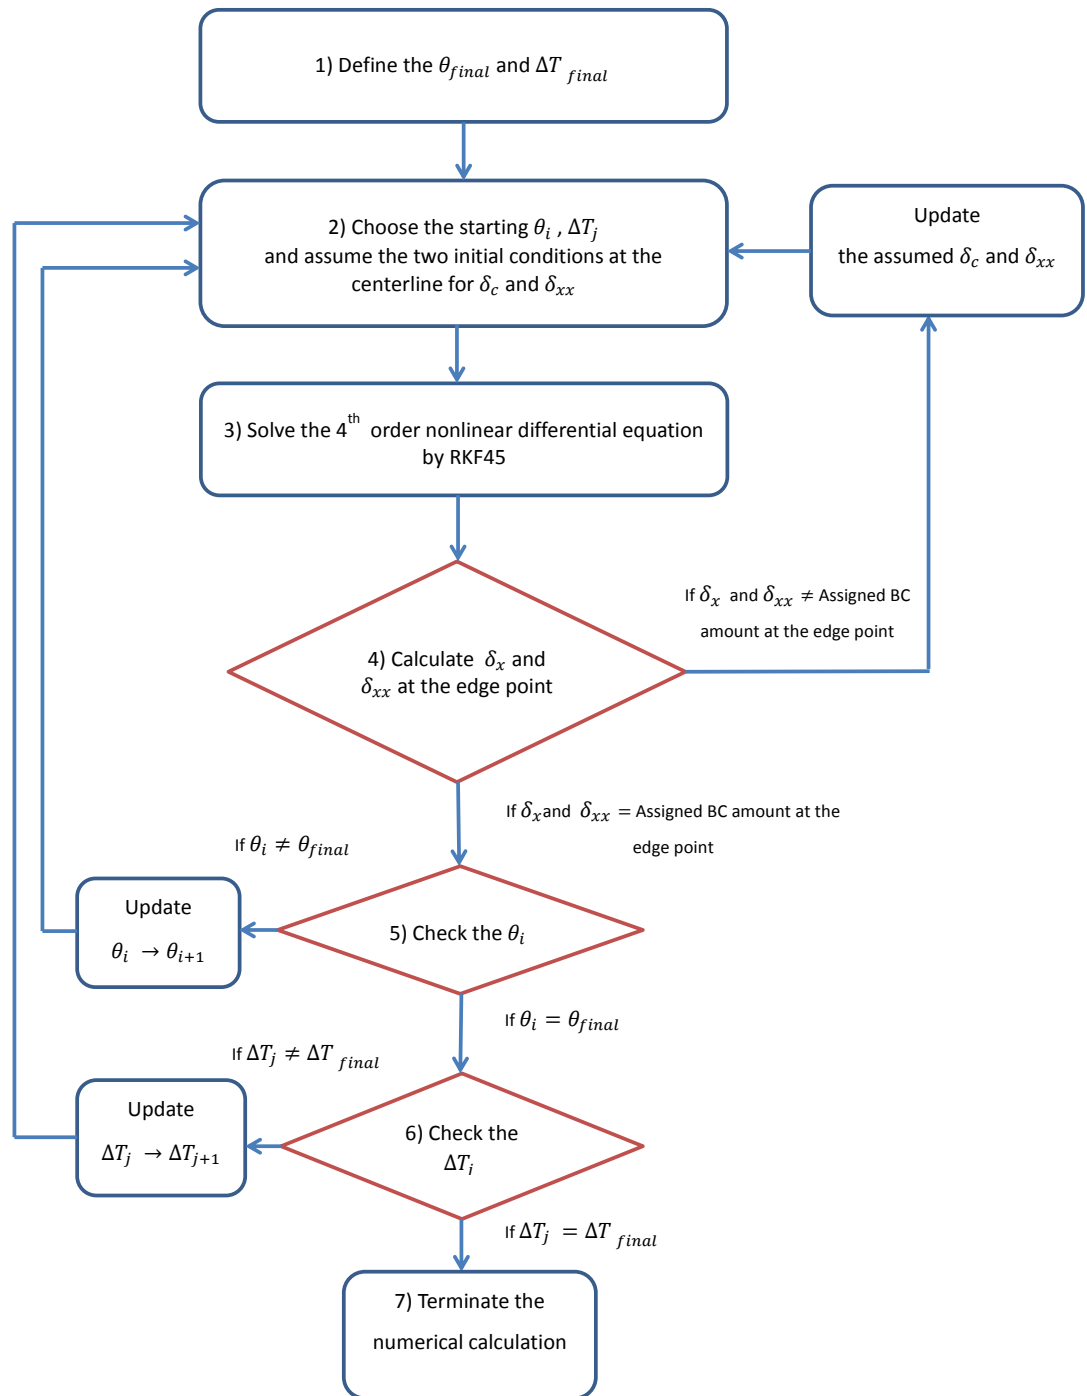 1) Define the θ_final and ΔT_final
2) Choose the starting θ_i , ΔT_j
and assume the two initial conditions at the
centerline for δ_c and δ_xx
Update
the assumed δ_c and δ_xx
3) Solve the 4^th order nonlinear differential equation
by RKF45
If δ_x and δ_xx ≠ Assigned BC
amount at the edge point
4) Calculate δ_x and
δ_xx at the edge point
If δ_x and δ_xx = Assigned BC amount at the
edge point
If θ_i ≠ θ_final
Update
θ_i → θ_i+1
5) Check the θ_i
If θ_i = θ_final
If ΔT_j ≠ ΔT_final
Update
ΔT_j → ΔT_j+1
6) Check the
ΔT_i
If ΔT_j = ΔT_final
7) Terminate the
numerical calculation